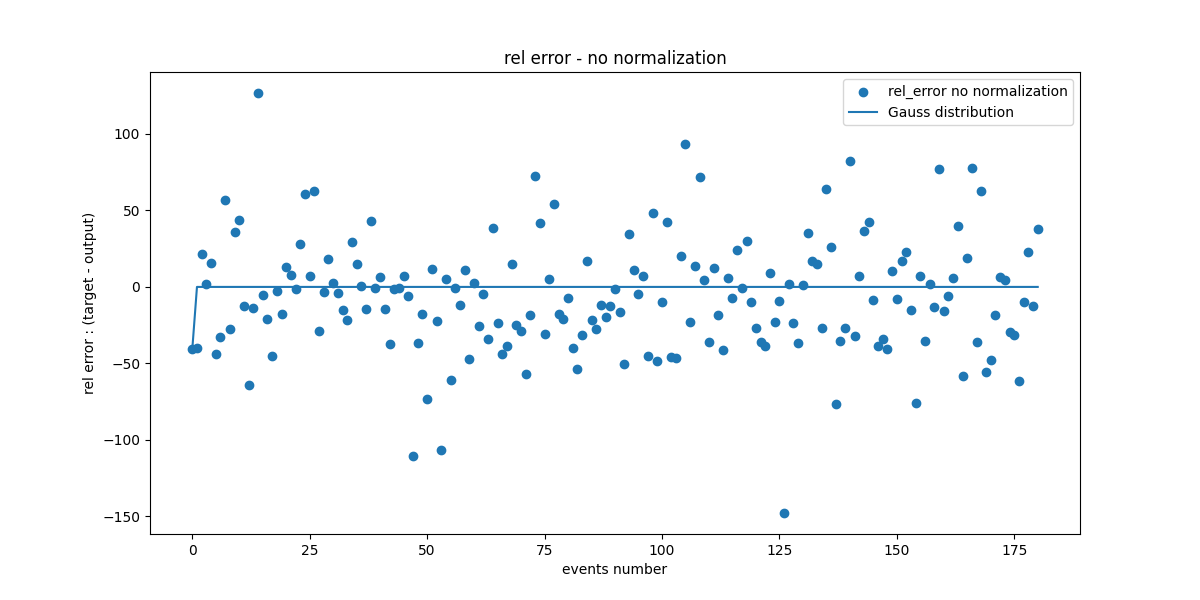 rel error - no normalization
rel_error no normalization
Gauss distribution
rel error : (target - output)
100
50
0
−50
−100
−150
0
25
50
75
100
125
150
175
events number